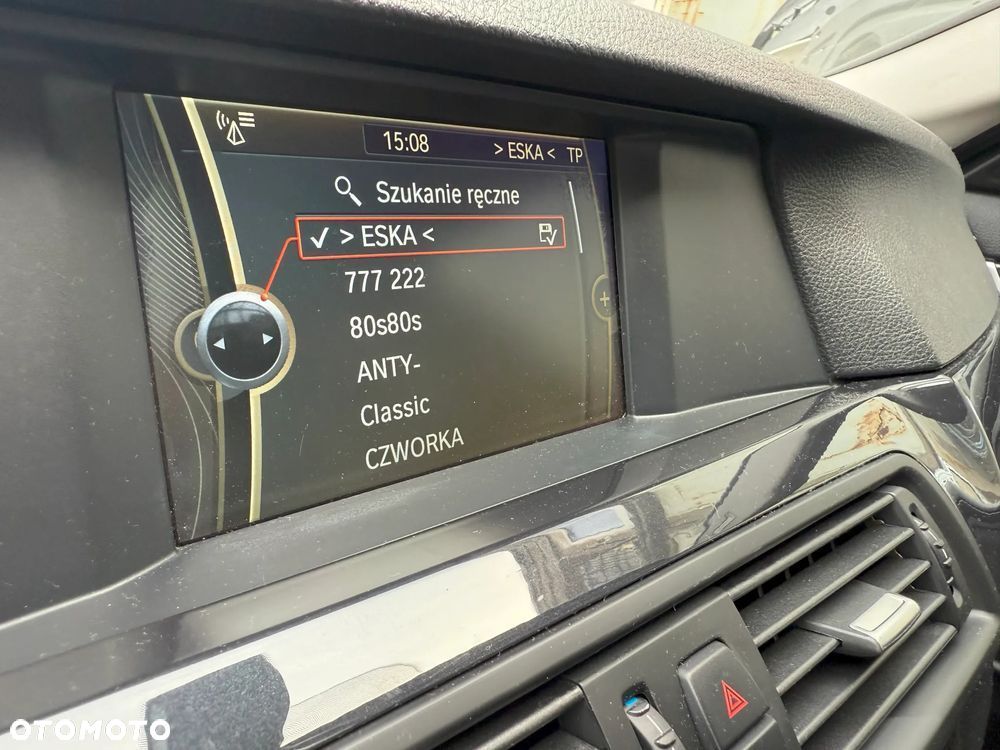 15:08 > ESKA < TP
Szukanie ręczne
> ESKA <
777 222
80s80s
ANTY-
Classic
CZWORKA
OTOMOTO